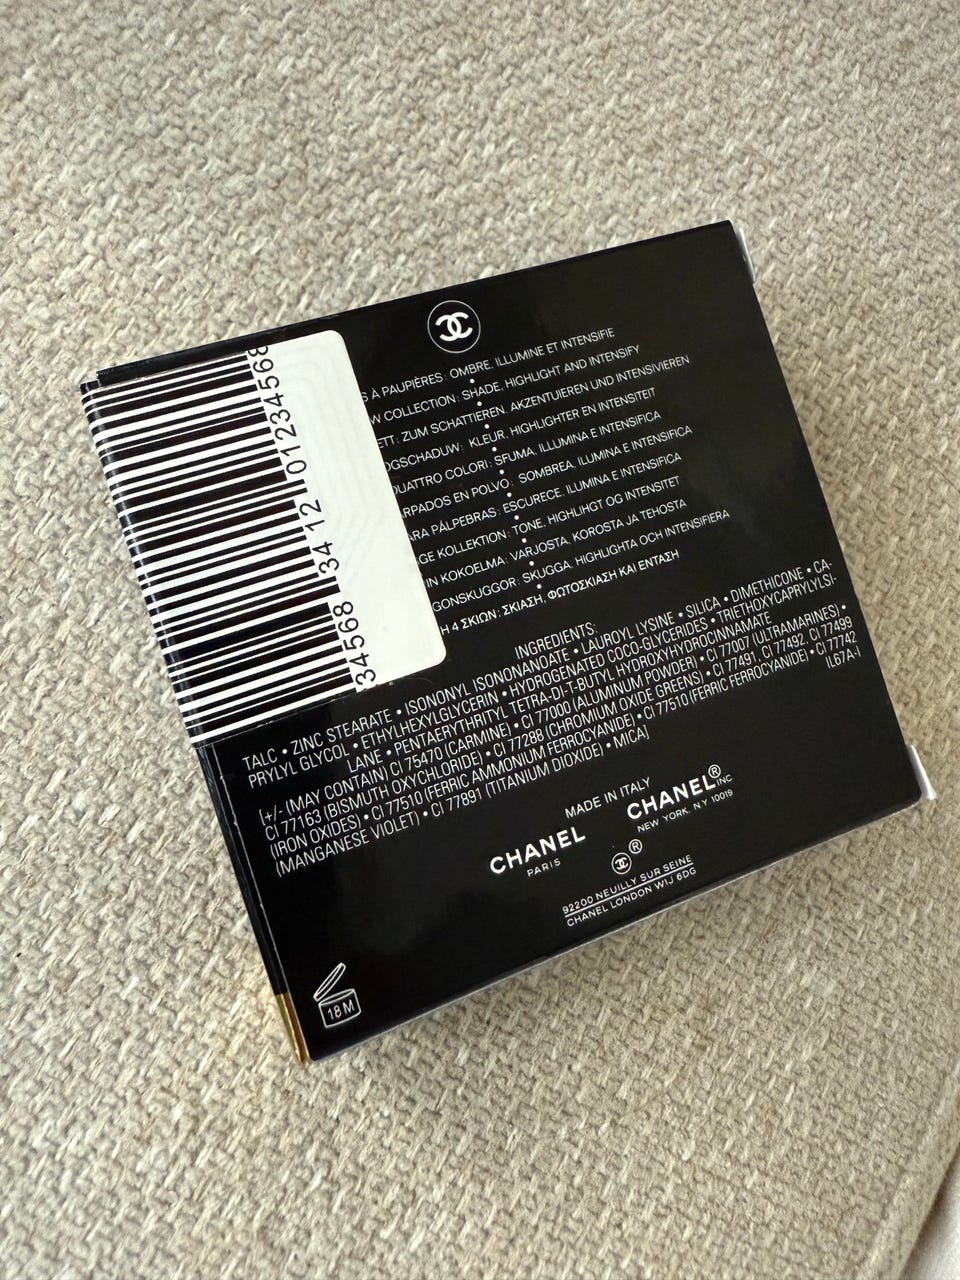 S À PAUPIÈRES : OMBRE, ILLUMINE ET INTENSIFIE
W COLLECTION : SHADE, HIGHLIGHT AND INTENSIFY
ETT : ZUM SCHATTIEREN, AKZENTUIEREN UND INTENSIVIEREN
OGSCHADUW : KLEUR, HIGHLIGHTER EN INTENSITEIT
QUATTRO COLORI : SFUMA, ILLUMINA E INTENSIFICA
RPADOS EN POLVO : SOMBREA, ILUMINA E INTENSIFICA
ARA PÁLPEBRAS : ESCURECE, ILUMINA E INTENSIFICA
GE KOLLEKTION : TONE, HIGHLIHGT OG INTENSITET
IN KOKOELMA : VARJOSTA, KOROSTA JA TEHOSTA
GONSKUGGOR : SKUGGA, HIGHLIGHTA OCH INTENSIFIERA
Η 4 ΣΚΙΩΝ : ΣΚΙΑΣΗ, ΦΩΤΟΣΚΙΑΣΗ ΚΑΙ ΕΝΤΑΣΗ
34568 34 12 01234568
INGREDIENTS:
TALC • ZINC STEARATE • ISONONYL ISONONANOATE • LAUROYL LYSINE • SILICA • DIMETHICONE • CA-
PRYLYL GLYCOL • ETHYLHEXYLGLYCERIN • HYDROGENATED COCO-GLYCERIDES • TRIETHOXYCAPRYLYLSI-
LANE • PENTAERYTHRITYL TETRA-DI-T-BUTYL HYDROXYHYDROCINNAMATE
[+/- (MAY CONTAIN) CI 75470 (CARMINE) • CI 77000 (ALUMINUM POWDER) • CI 77007 (ULTRAMARINES) •
CI 77163 (BISMUTH OXYCHLORIDE) • CI 77288 (CHROMIUM OXIDE GREENS) • CI 77491, CI 77492, CI 77499
(IRON OXIDES) • CI 77510 (FERRIC AMMONIUM FERROCYANIDE) • CI 77510 (FERRIC FERROCYANIDE) • CI 77742
(MANGANESE VIOLET) • CI 77891 (TITANIUM DIOXIDE) • MICA]
IL67A-I
MADE IN ITALY
CHANEL
PARIS
CHANEL® INC
NEW YORK, N.Y. 10019
®
92200 NEUILLY SUR SEINE
CHANEL LONDON W1J 6DG
18 M